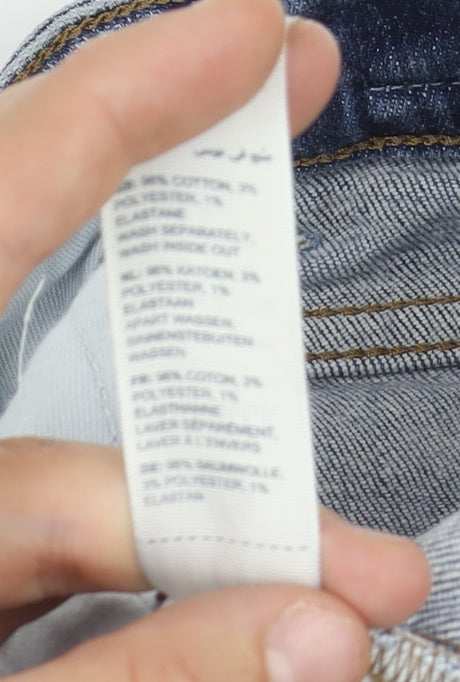 GB: 96% COTTON, 3%
POLYESTER, 1%
ELASTANE
WASH SEPARATELY,
WASH INSIDE OUT
NL: 96% KATOEN 3%
POLYESTER, 1%
ELASTAAN
APART WASSEN,
BINNENSTEBUITEN
WASSEN
FR: 96% COTON, 3%
POLYESTER, 1%
ELASTHANNE
LAVER SÉPARÉMENT,
LAVER À L'ENVERS
DE: 96% BAUMWOLLE,
3% POLYESTER, 1%
ELASTAN